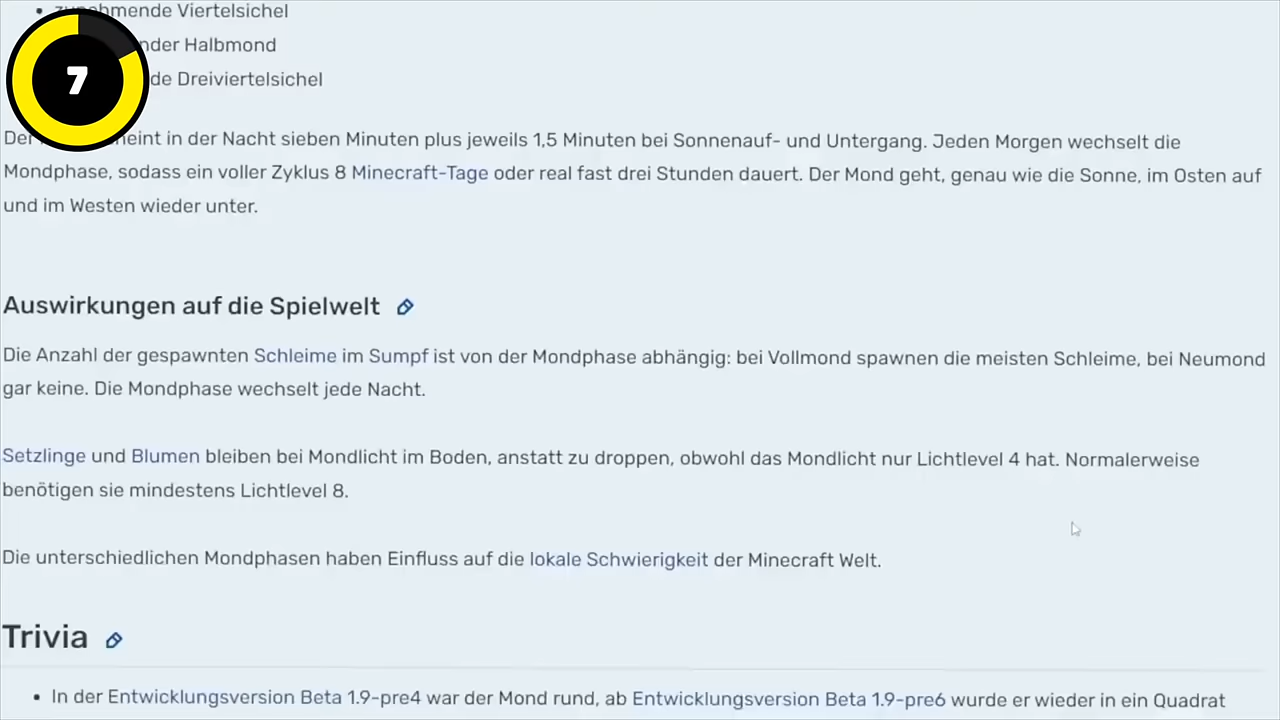 zunehmende Viertelsichel
nder Halbmond
7
de Dreiviertelsichel
Der heint in der Nacht sieben Minuten plus jeweils 1,5 Minuten bei Sonnenauf- und Untergang. Jeden Morgen wechselt die
Mondphase, sodass ein voller Zyklus 8 Minecraft-Tage oder real fast drei Stunden dauert. Der Mond geht, genau wie die Sonne, im Osten auf
und im Westen wieder unter.
Auswirkungen auf die Spielwelt
Die Anzahl der gespawnten Schleime im Sumpf ist von der Mondphase abhängig: bei Vollmond spawnen die meisten Schleime, bei Neumond
gar keine. Die Mondphase wechselt jede Nacht.
Setzlinge und Blumen bleiben bei Mondlicht im Boden, anstatt zu droppen, obwohl das Mondlicht nur Lichtlevel 4 hat. Normalerweise
benötigen sie mindestens Lichtlevel 8.
Die unterschiedlichen Mondphasen haben Einfluss auf die lokale Schwierigkeit der Minecraft Welt.
Trivia
In der Entwicklungsversion Beta 1.9-pre4 war der Mond rund, ab Entwicklungsversion Beta 1.9-pre6 wurde er wieder in ein Quadrat